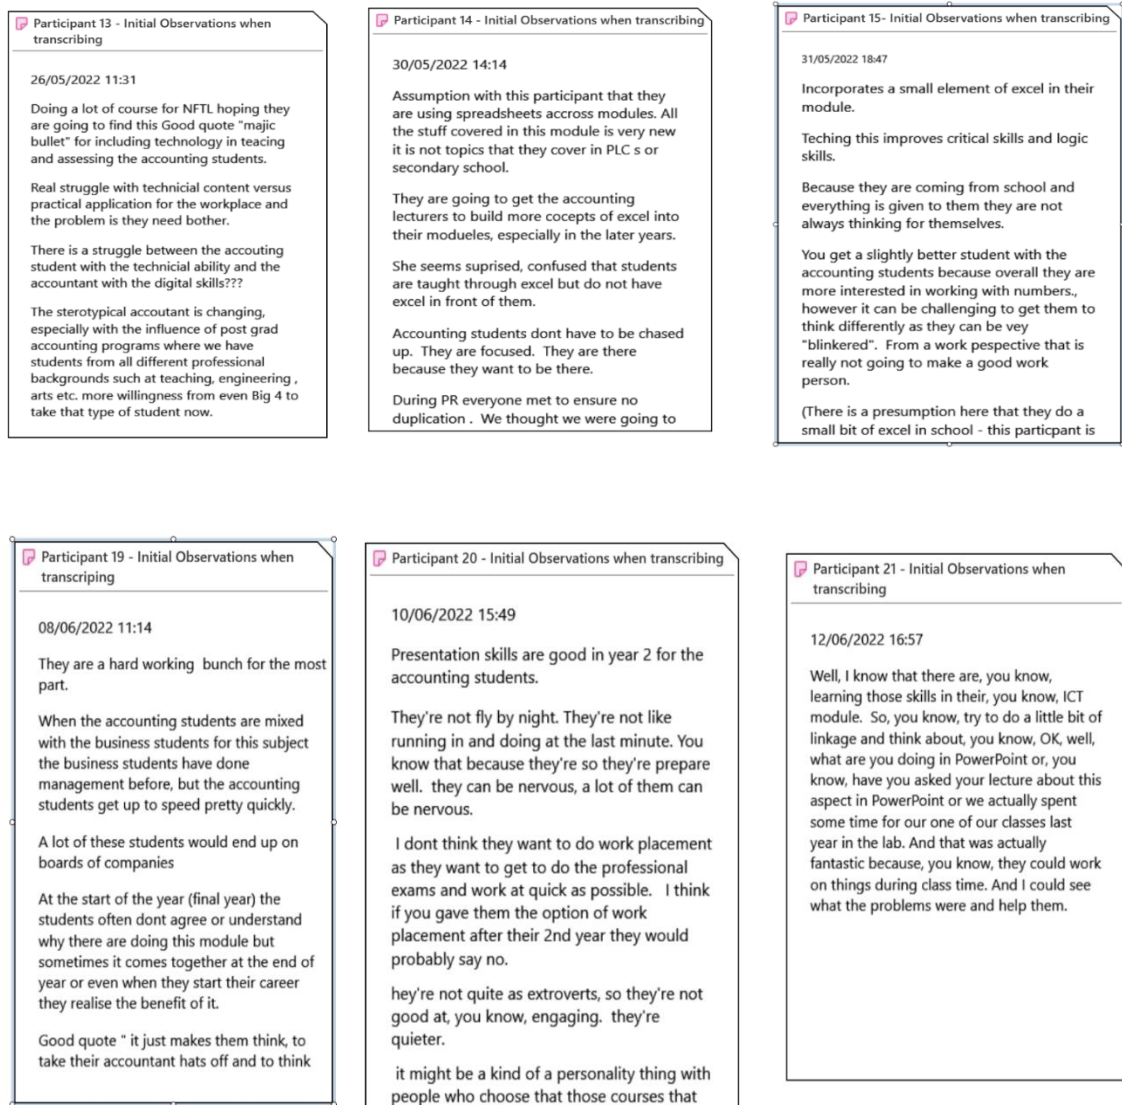 Participant 13 - Initial Observations when
transcribing
26/05/2022 11:31
Doing a lot of course for NFTL hoping they
are going to find this Good quote "majic
bullet" for including technology in teacing
and assessing the accounting students.
Real struggle with technicial content versus
practical application for the workplace and
the problem is they need bother.
There is a struggle between the accouting
student with the technicial ability and the
accountant with the digital skills???
The sterotypical accoutant is changing,
especially with the influence of post grad
accounting programs where we have
students from all different professional
backgrounds such at teaching, engineering ,
arts etc. more willingness from even Big 4 to
take that type of student now.
Participant 14 - Initial Observations when transcribing
30/05/2022 14:14
Assumption with this participant that they
are using spreadsheets accross modules. All
the stuff covered in this module is very new
it is not topics that they cover in PLC s or
secondary school.
They are going to get the accounting
lecturers to build more cocepts of excel into
their modueles, especially in the later years.
She seems suprised, confused that students
are taught through excel but do not have
excel in front of them.
Accounting students dont have to be chased
up. They are focused. They are there
because they want to be there.
During PR everyone met to ensure no
duplication . We thought we were going to
Participant 15- Initial Observations when transcribing
31/05/2022 18:47
Incorporates a small element of excel in their
module.
Teching this improves critical skills and logic
skills.
Because they are coming from school and
everything is given to them they are not
always thinking for themselves.
You get a slightly better student with the
accounting students because overall they are
more interested in working with numbers.,
however it can be challenging to get them to
think differently as they can be vey
"blinkered". From a work pespective that is
really not going to make a good work
person.
(There is a presumption here that they do a
small bit of excel in school - this particpant is
Participant 19 - Initial Observations when
transcriping
08/06/2022 11:14
They are a hard working bunch for the most
part.
When the accounting students are mixed
with the business students for this subject
the business students have done
management before, but the accounting
students get up to speed pretty quickly.
A lot of these students would end up on
boards of companies
At the start of the year (final year) the
students often dont agree or understand
why there are doing this module but
sometimes it comes together at the end of
year or even when they start their career
they realise the benefit of it.
Good quote " it just makes them think, to
take their accountant hats off and to think
Participant 20 - Initial Observations when transcribing
10/06/2022 15:49
Presentation skills are good in year 2 for the
accounting students.
They're not fly by night. They're not like
running in and doing at the last minute. You
know that because they're so they're prepare
well. they can be nervous, a lot of them can
be nervous.
I dont think they want to do work placement
as they want to get to do the professional
exams and work at quick as possible. I think
if you gave them the option of work
placement after their 2nd year they would
probably say no.
hey're not quite as extroverts, so they're not
good at, you know, engaging. they're
quieter.
it might be a kind of a personality thing with
people who choose that those courses that
Participant 21 - Initial Observations when
transcribing
12/06/2022 16:57
Well, I know that there are, you know,
learning those skills in their, you know, ICT
module. So, you know, try to do a little bit of
linkage and think about, you know, OK, well,
what are you doing in PowerPoint or, you
know, have you asked your lecture about this
aspect in PowerPoint or we actually spent
some time for our one of our classes last
year in the lab. And that was actually
fantastic because, you know, they could work
on things during class time. And I could see
what the problems were and help them.